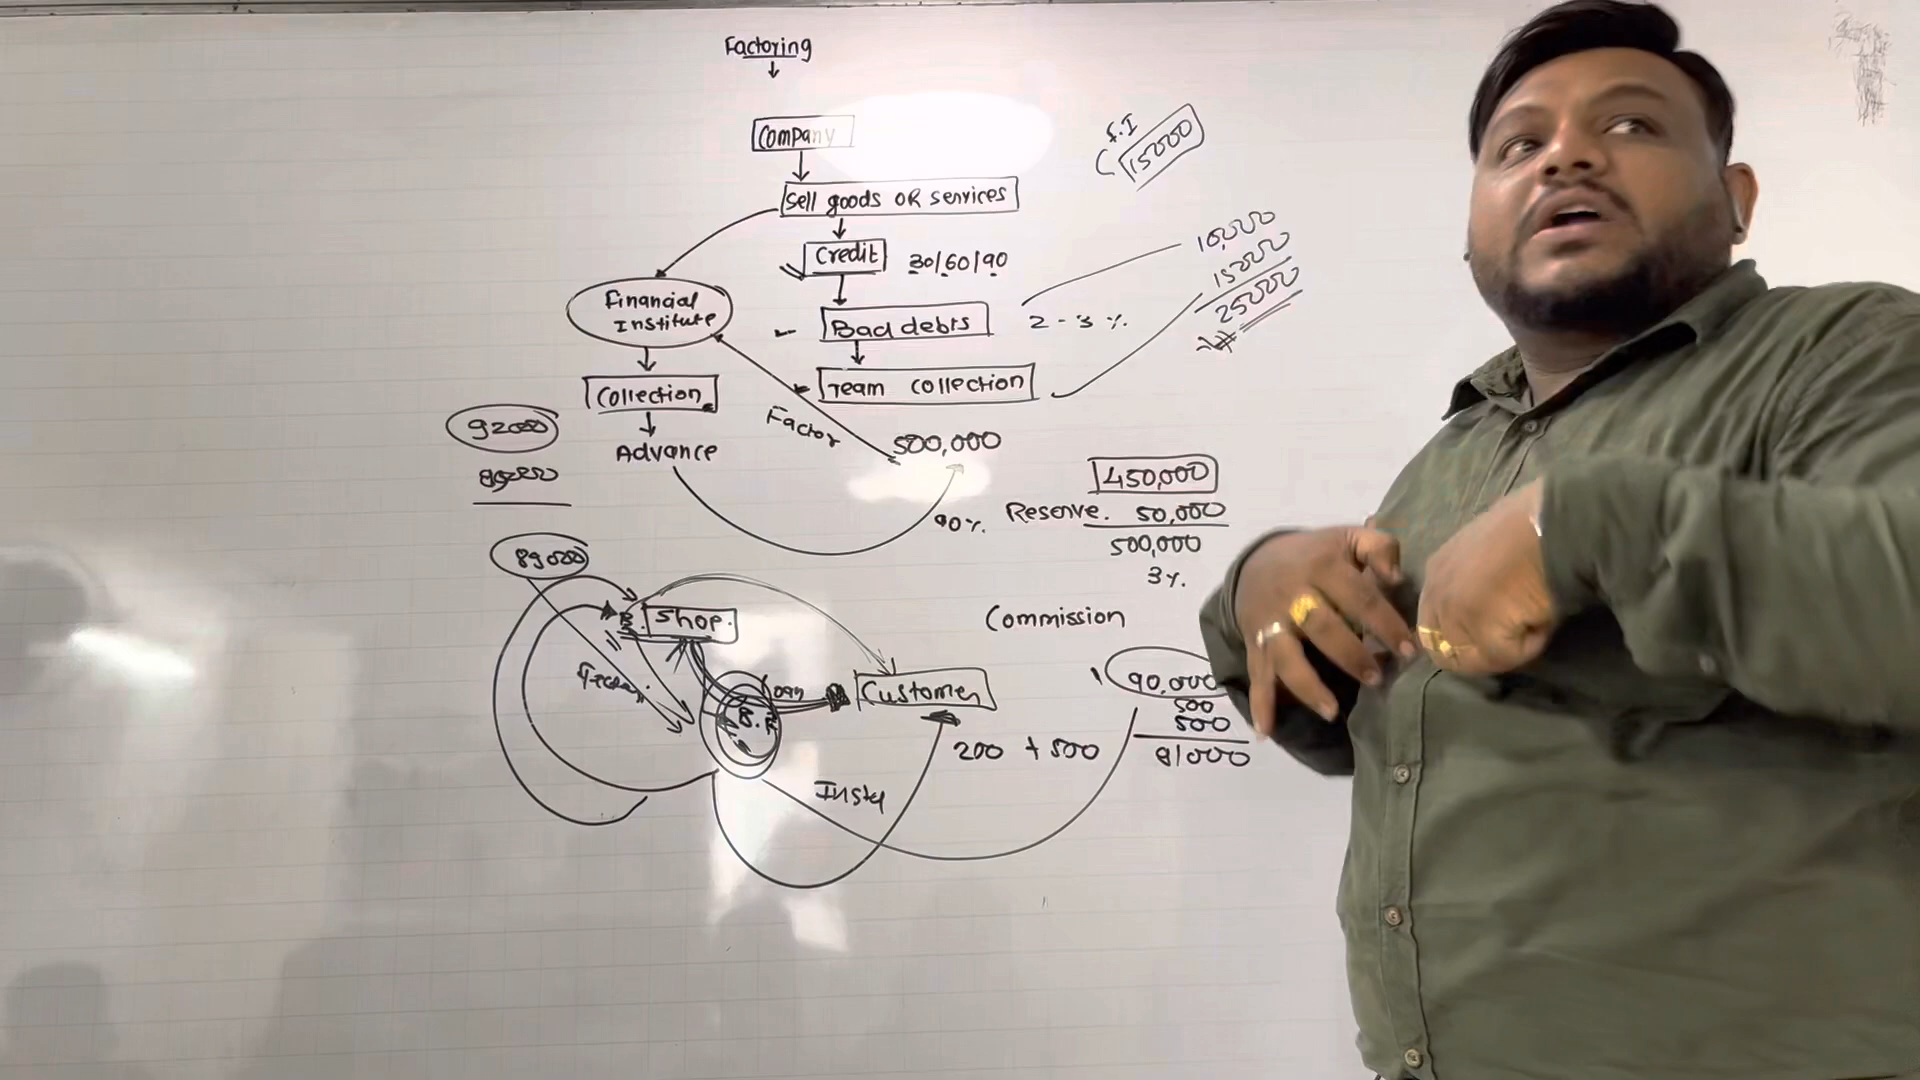 Factoring
Company
Sell goods OR services
Credit 30/60/90
Financial
Institute
Bad debts 2-3 %.
Team collection
Collection
Advance
Factor
500,000
90%.
F.I
15000
10,000
15000
25000
450,000
Reserve. 50,000
500,000
3%.
Commission
92000
89000
Shop.
Customer
200 + 500
90,000
500
500
91000